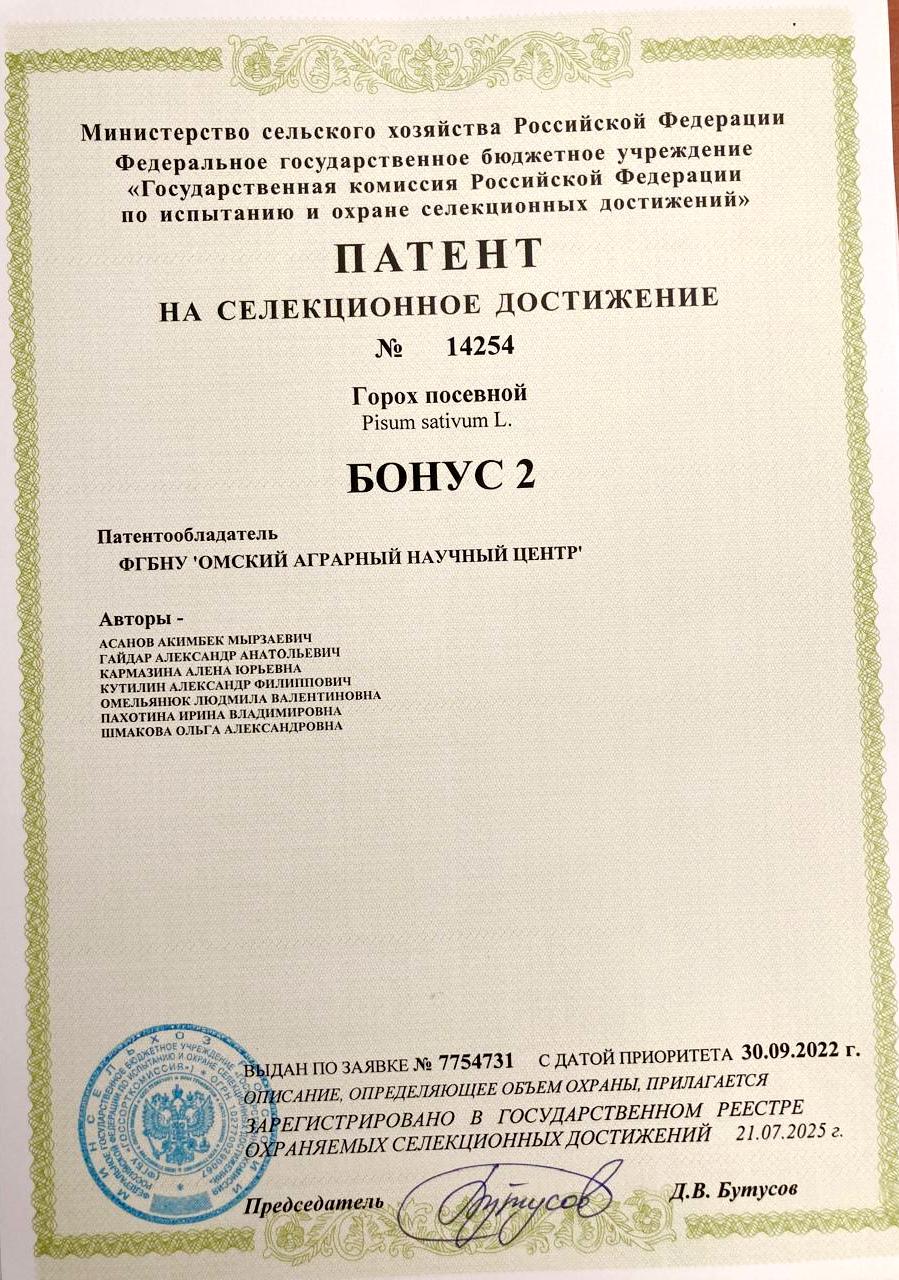 Министерство сельского хозяйства Российской Федерации
Федеральное государственное бюджетное учреждение
«Государственная комиссия Российской Федерации
по испытанию и охране селекционных достижений»
ПАТЕНТ
НА СЕЛЕКЦИОННОЕ ДОСТИЖЕНИЕ
№ 14254
Горох посевной
Pisum sativum L.
БОНУС 2
Патентообладатель
ФГБНУ 'ОМСКИЙ АГРАРНЫЙ НАУЧНЫЙ ЦЕНТР'
Авторы -
АСАНОВ АКИМБЕК МЫРЗАЕВИЧ
ГАЙДАР АЛЕКСАНДР АНАТОЛЬЕВИЧ
КАРМАЗИНА АЛЕНА ЮРЬЕВНА
КУТИЛИН АЛЕКСАНДР ФИЛИППОВИЧ
ОМЕЛЬЯНЮК ЛЮДМИЛА ВАЛЕНТИНОВНА
ПАХОТИНА ИРИНА ВЛАДИМИРОВНА
ШМАКОВА ОЛЬГА АЛЕКСАНДРОВНА
ВЫДАН ПО ЗАЯВКЕ № 7754731 С ДАТОЙ ПРИОРИТЕТА 30.09.2022 г.
ОПИСАНИЕ, ОПРЕДЕЛЯЮЩЕЕ ОБЪЕМ ОХРАНЫ, ПРИЛАГАЕТСЯ
ЗАРЕГИСТРИРОВАНО В ГОСУДАРСТВЕННОМ РЕЕСТРЕ
ОХРАНЯЕМЫХ СЕЛЕКЦИОННЫХ ДОСТИЖЕНИЙ 21.07.2025 г.
Председатель Бутусов Д.В. Бутусов